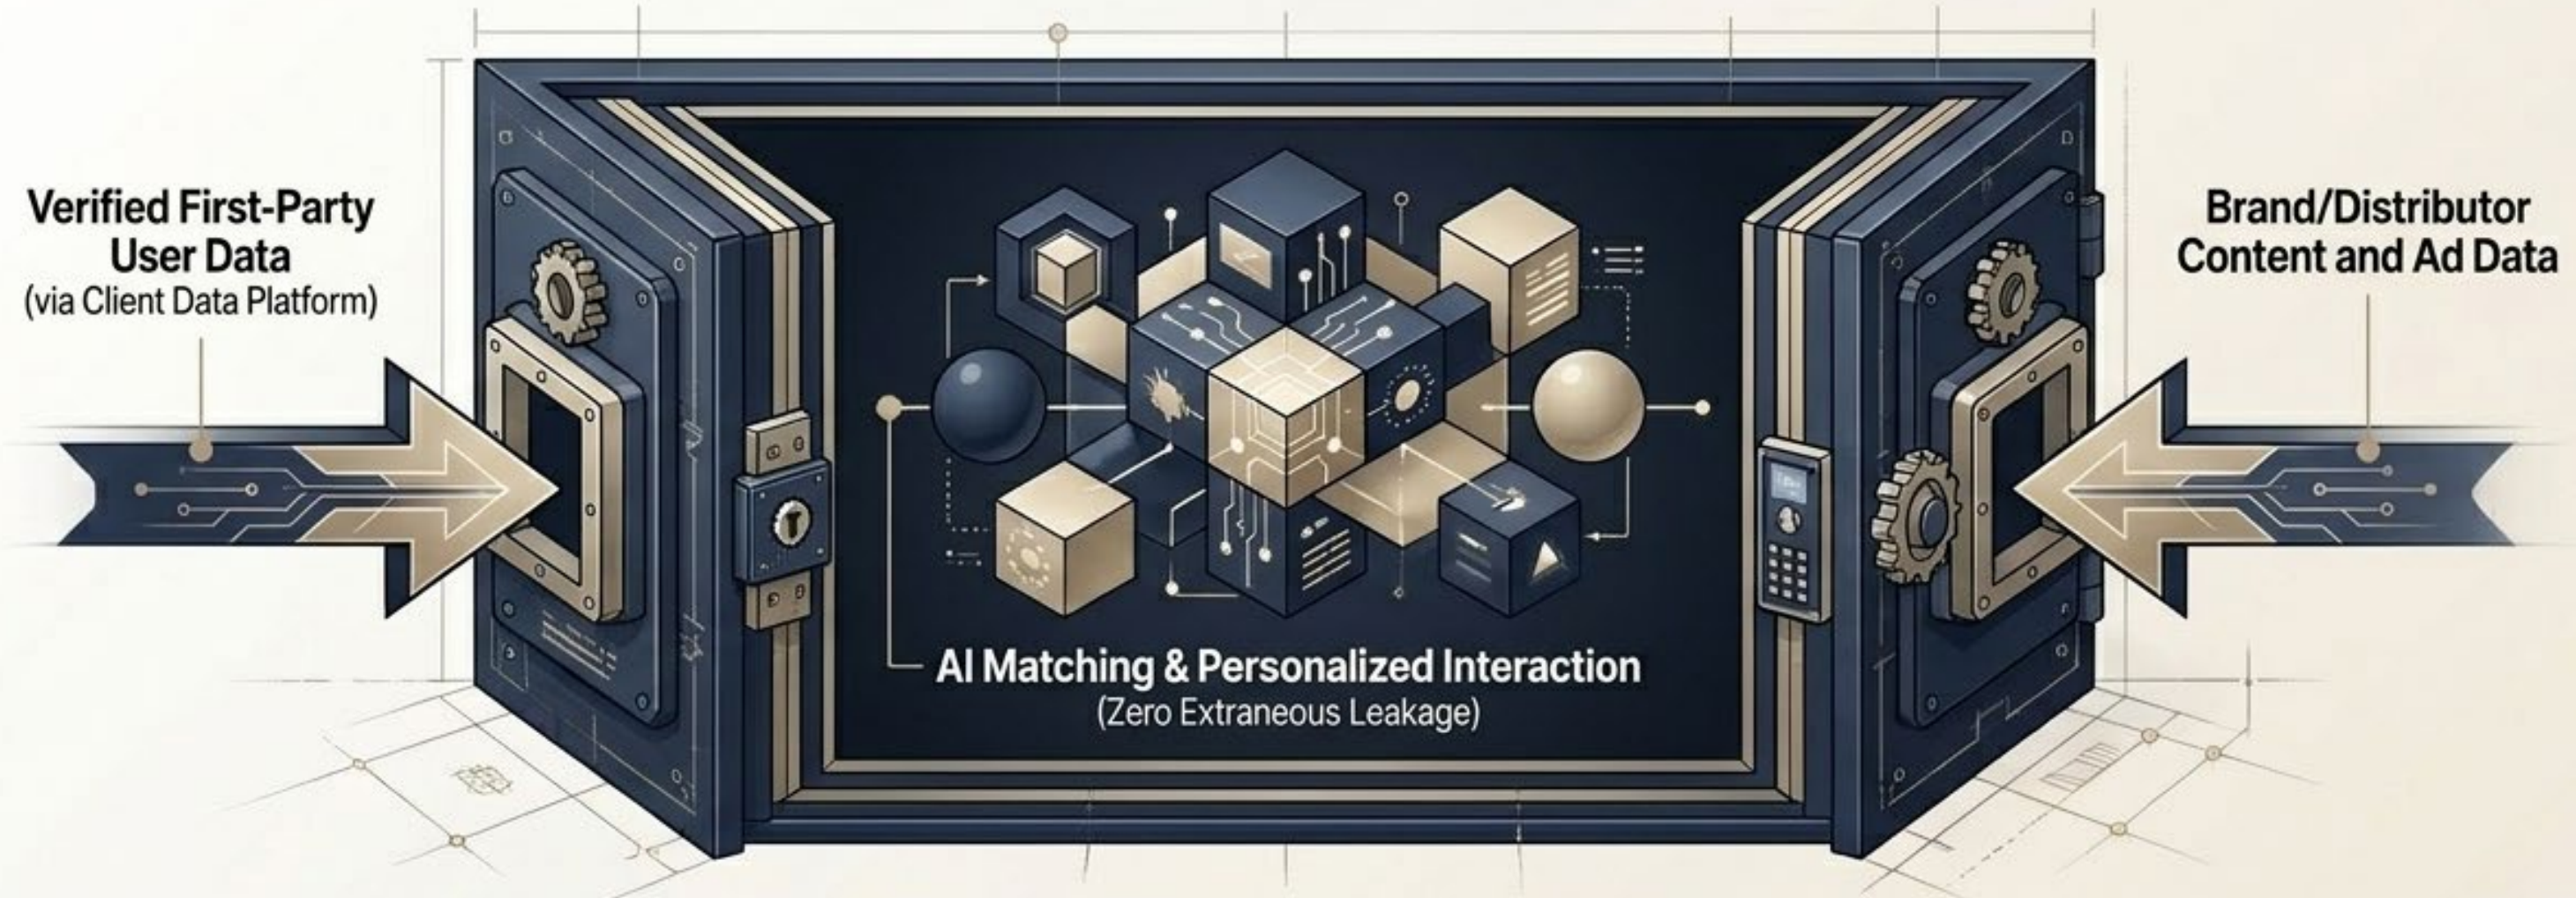 Verified First-Party
User Data
(via Client Data Platform)
Brand/Distributor
Content and Ad Data
AI Matching & Personalized Interaction
(Zero Extraneous Leakage)